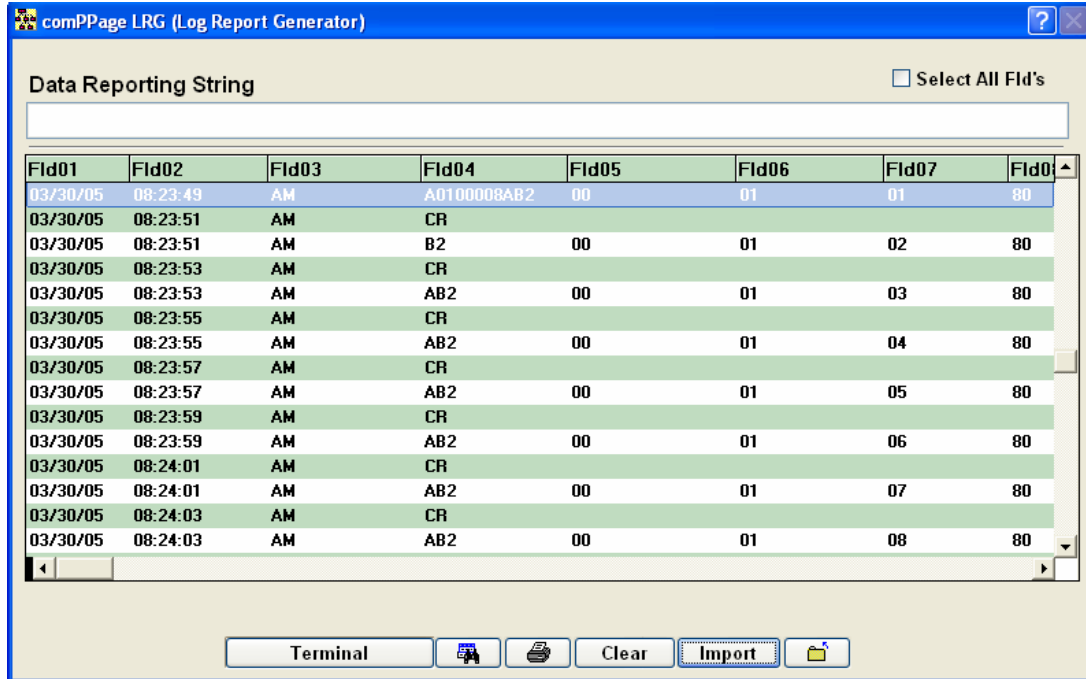 comPPage LRG (Log Report Generator)
Select All Fld's
Data Reporting String
Fld01 Fld02 Fld03 Fld04 Fld05 Fld06 Fld07 Fld0
03/30/05 08:23:49 AM A0100008AB2 00 01 01 80
03/30/05 08:23:51 AM CR
03/30/05 08:23:51 AM B2 00 01 02 80
03/30/05 08:23:53 AM CR
03/30/05 08:23:53 AM AB2 00 01 03 80
03/30/05 08:23:55 AM CR
03/30/05 08:23:55 AM AB2 00 01 04 80
03/30/05 08:23:57 AM CR
03/30/05 08:23:57 AM AB2 00 01 05 80
03/30/05 08:23:59 AM CR
03/30/05 08:23:59 AM AB2 00 01 06 80
03/30/05 08:24:01 AM CR
03/30/05 08:24:01 AM AB2 00 01 07 80
03/30/05 08:24:03 AM CR
03/30/05 08:24:03 AM AB2 00 01 08 80
Terminal Clear Import